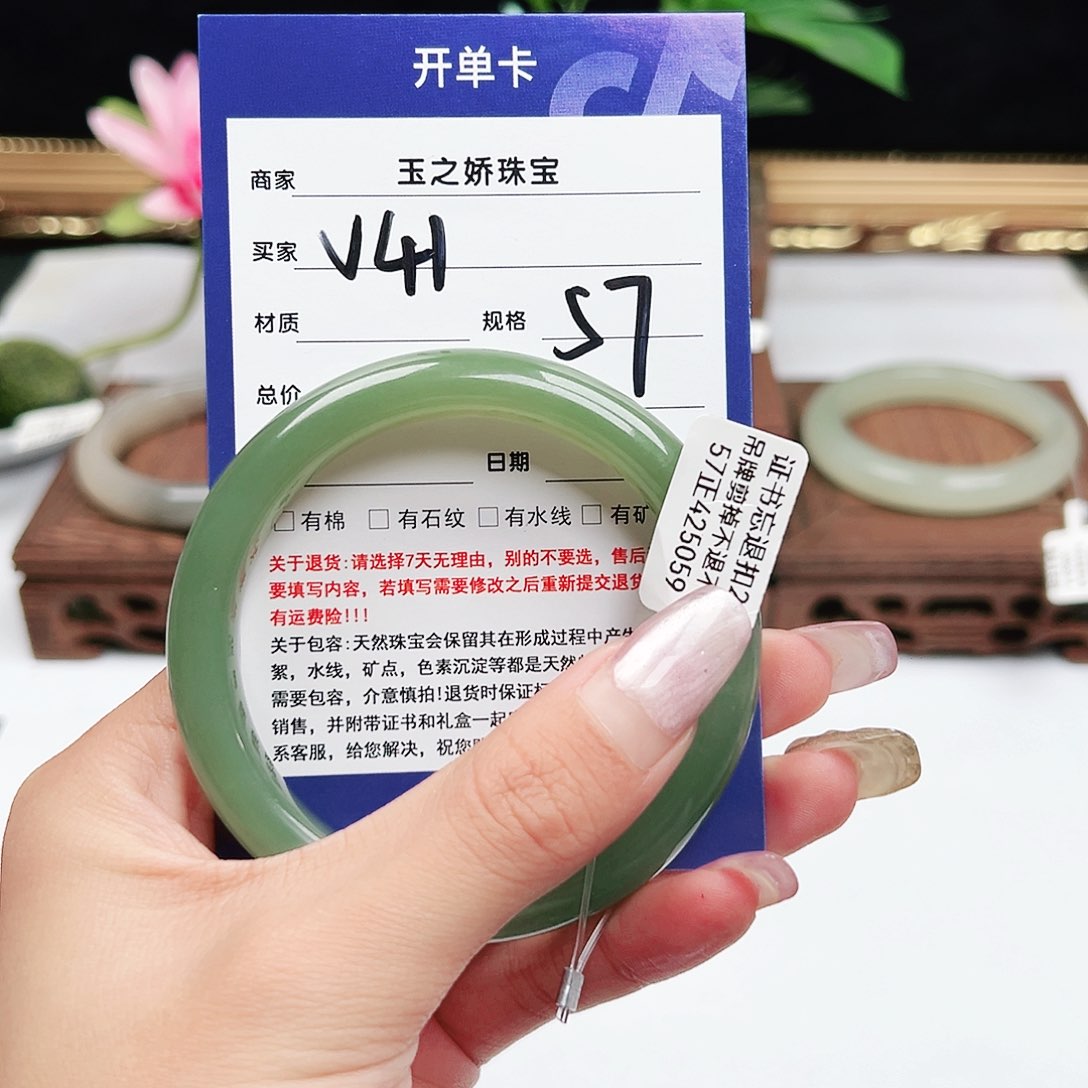 开单卡
商家 玉之娇珠宝
买家 V41
材质 规格 57
总价
日期
□有棉 □有石纹 □有水线 □有矿
关于退货:请选择7天无理由，别的不要选，售后
要填写内容，若填写需要修改之后重新提交退货
有运费险!!!
关于包容:天然珠宝会保留其在形成过程中产生
絮，水线，矿点，色素沉淀等都是天然
需要包容，介意慎拍!退货时保证
销售，并附带证书和礼盒一起
系客服，给您解决，祝您
证书忘退扣2
吊牌剪掉不退
57正425059